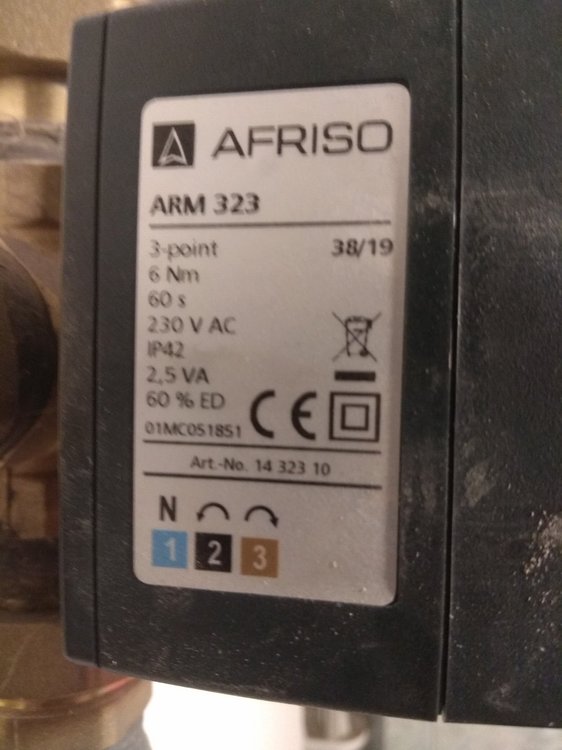 AFRISO
ARM 323
3-point 38/19
6 Nm
60 s
230 V AC
IP42
2,5 VA
60 % ED
01MC051851 CE
Art.-No. 14 323 10
N
1 2 3